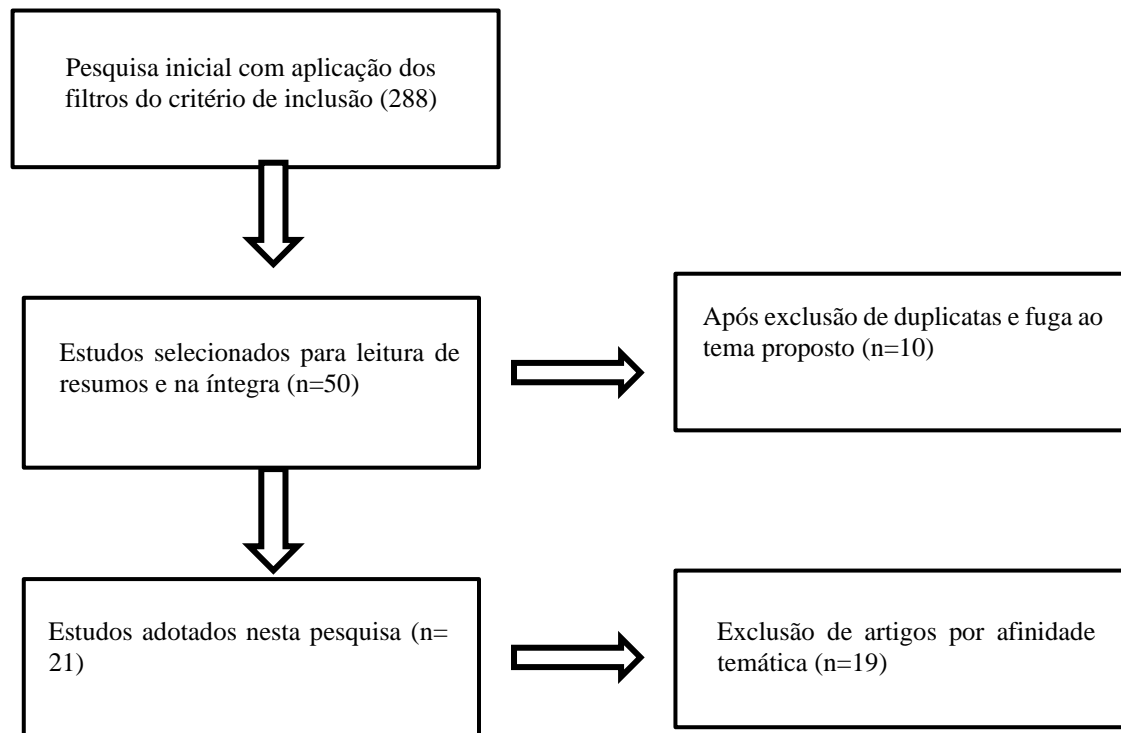 Pesquisa inicial com aplicação dos
filtros do critério de inclusão (288)
Estudos selecionados para leitura de
resumos e na íntegra (n=50)
Após exclusão de duplicatas e fuga ao
tema proposto (n=10)
Estudos adotados nesta pesquisa (n=
21)
Exclusão de artigos por afinidade
temática (n=19)